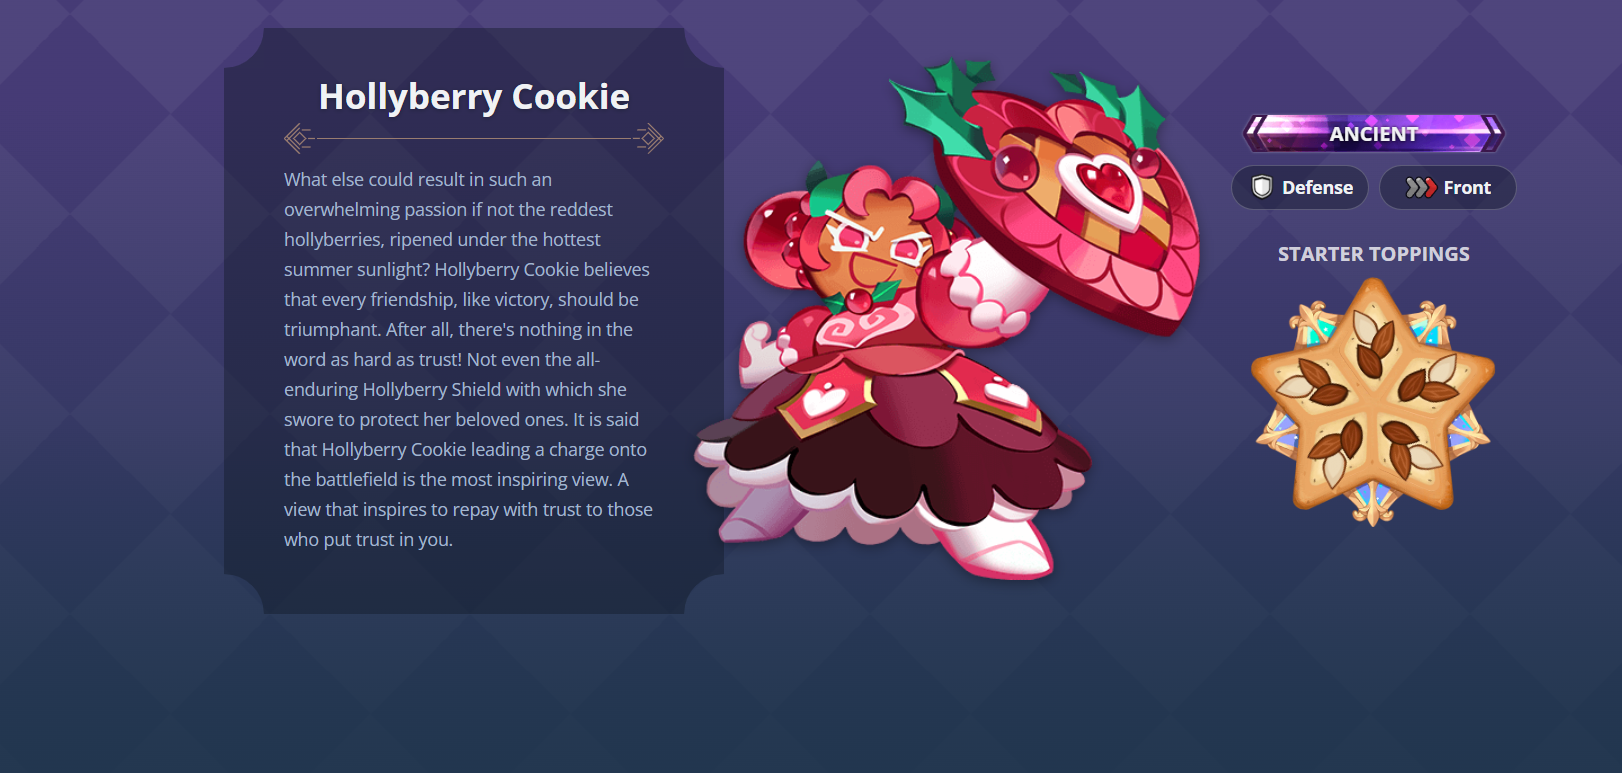 Hollyberry Cookie
What else could result in such an
overwhelming passion if not the reddest
hollyberries, ripened under the hottest
summer sunlight? Hollyberry Cookie believes
that every friendship, like victory, should be
triumphant. After all, there's nothing in the
word as hard as trust! Not even the all-
enduring Hollyberry Shield with which she
swore to protect her beloved ones. It is said
that Hollyberry Cookie leading a charge onto
the battlefield is the most inspiring view. A
view that inspires to repay with trust to those
who put trust in you.
ANCIENT
Defense
Front
STARTER TOPPINGS